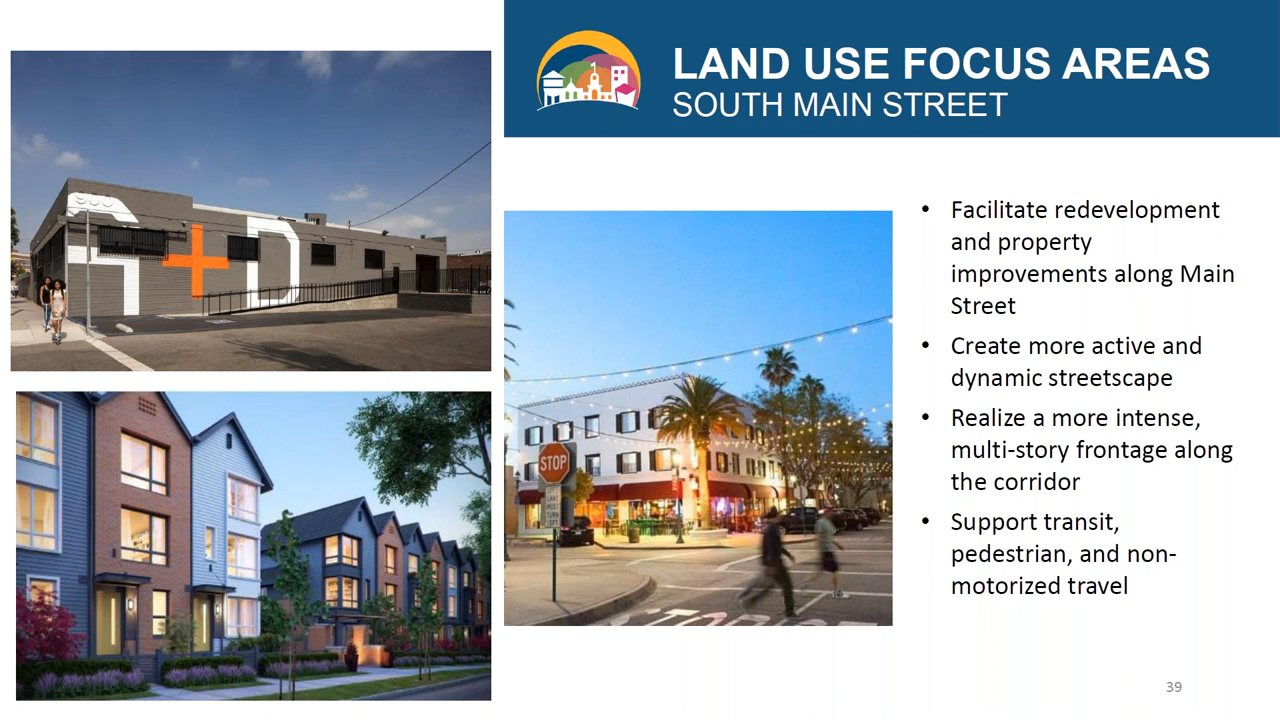 LAND USE FOCUS AREAS
SOUTH MAIN STREET
900
A+D
STOP
• Facilitate redevelopment
and property
improvements along Main
Street
• Create more active and
dynamic streetscape
• Realize a more intense,
multi-story frontage along
the corridor
• Support transit,
pedestrian, and non-
motorized travel
39